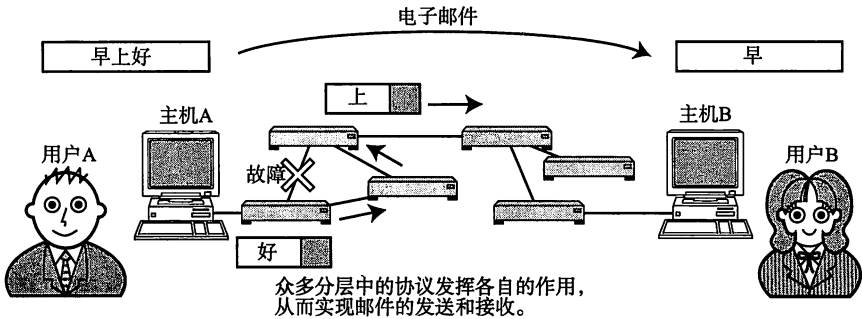 电子邮件
早上好
早
上
主机A
主机B
用户A
故障
用户B
好
众多分层中的协议发挥各自的作用，
从而实现邮件的发送和接收。